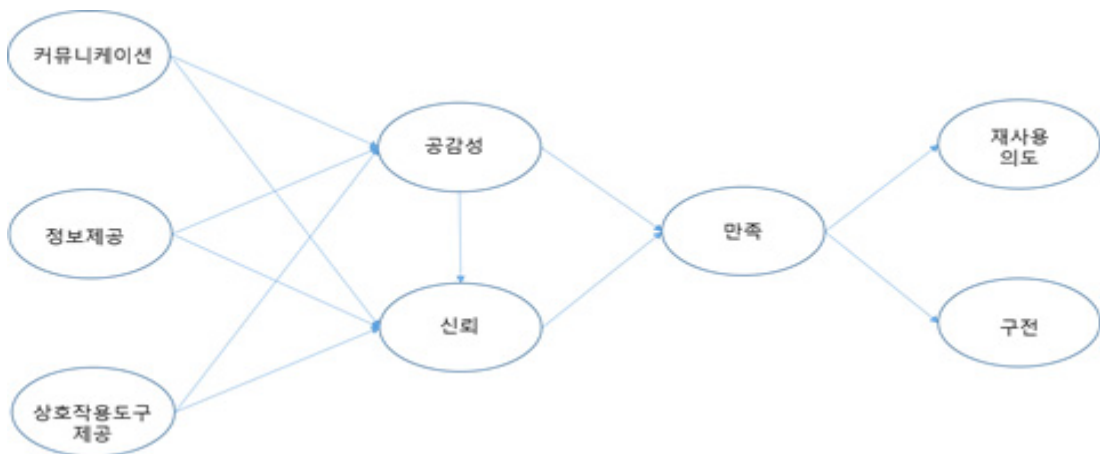 커뮤니케이션
정보제공
상호작용도구
제공
공감성
신뢰
만족
재사용
의도
구전